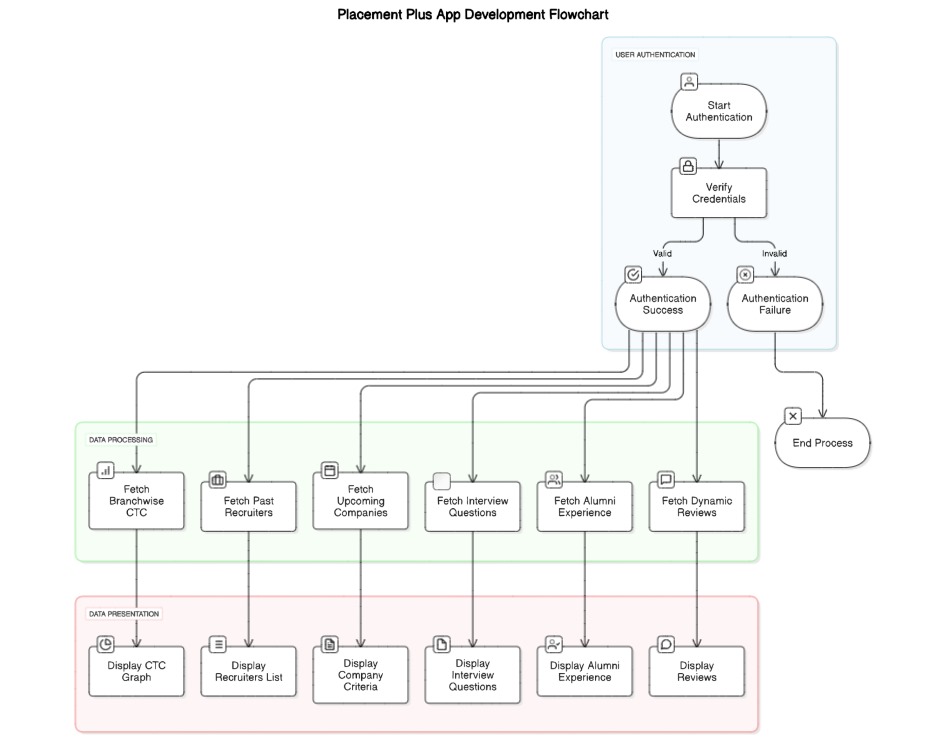 Placement Plus App Development Flowchart
USER AUTHENTICATION
Start
Authentication
Verify
Credentials
Valid
Invalid
Authentication
Success
Authentication
Failure
End Process
DATA PROCESSING
Fetch
Branchwise
CTC
Fetch Past
Recruiters
Fetch
Upcoming
Companies
Fetch Interview
Questions
Fetch Alumni
Experience
Fetch Dynamic
Reviews
DATA PRESENTATION
Display CTC
Graph
Display
Recruiters List
Display
Company
Criteria
Display
Interview
Questions
Display Alumni
Experience
Display
Reviews